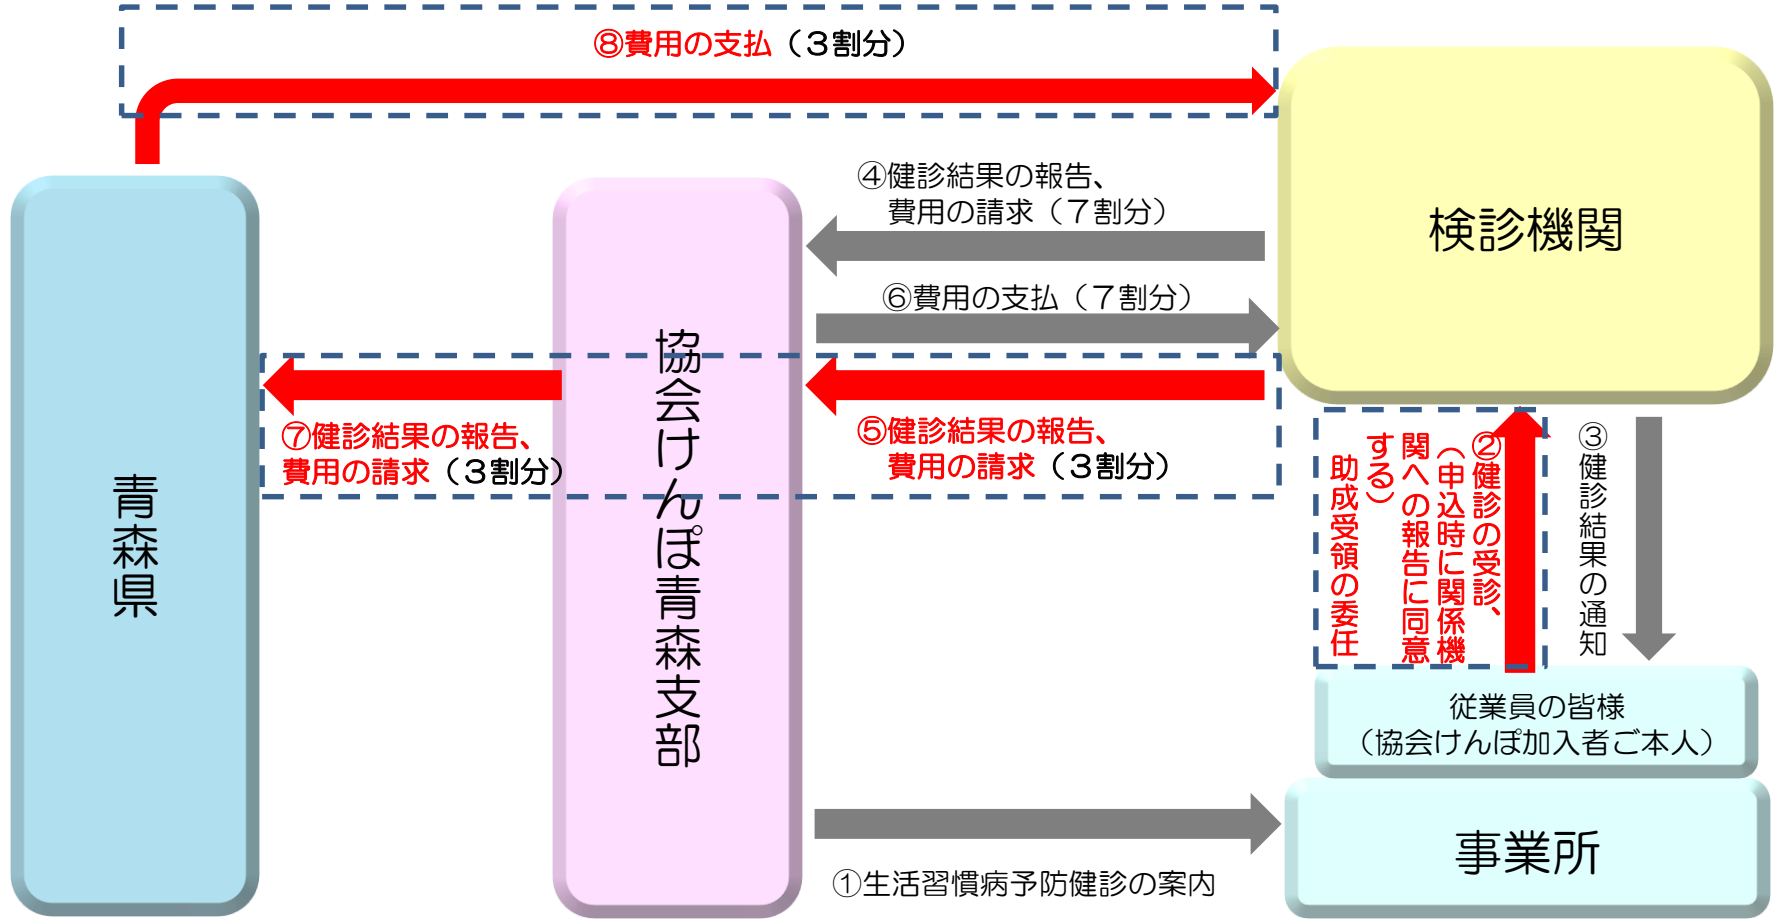 ⑧費用の支払（３割分）
④健診結果の報告、
費用の請求（７割分）
検診機関
⑥費用の支払（７割分）
⑦健診結果の報告、
費用の請求（３割分）
⑤健診結果の報告、
費用の請求（３割分）
青森県
協会けんぽ青森支部
②健診の受診、
（申込時に関係機
関への報告に同意
する）
助成受領の委任
③健診結果の通知
従業員の皆様
（協会けんぽ加入者ご本人）
事業所
①生活習慣病予防健診の案内